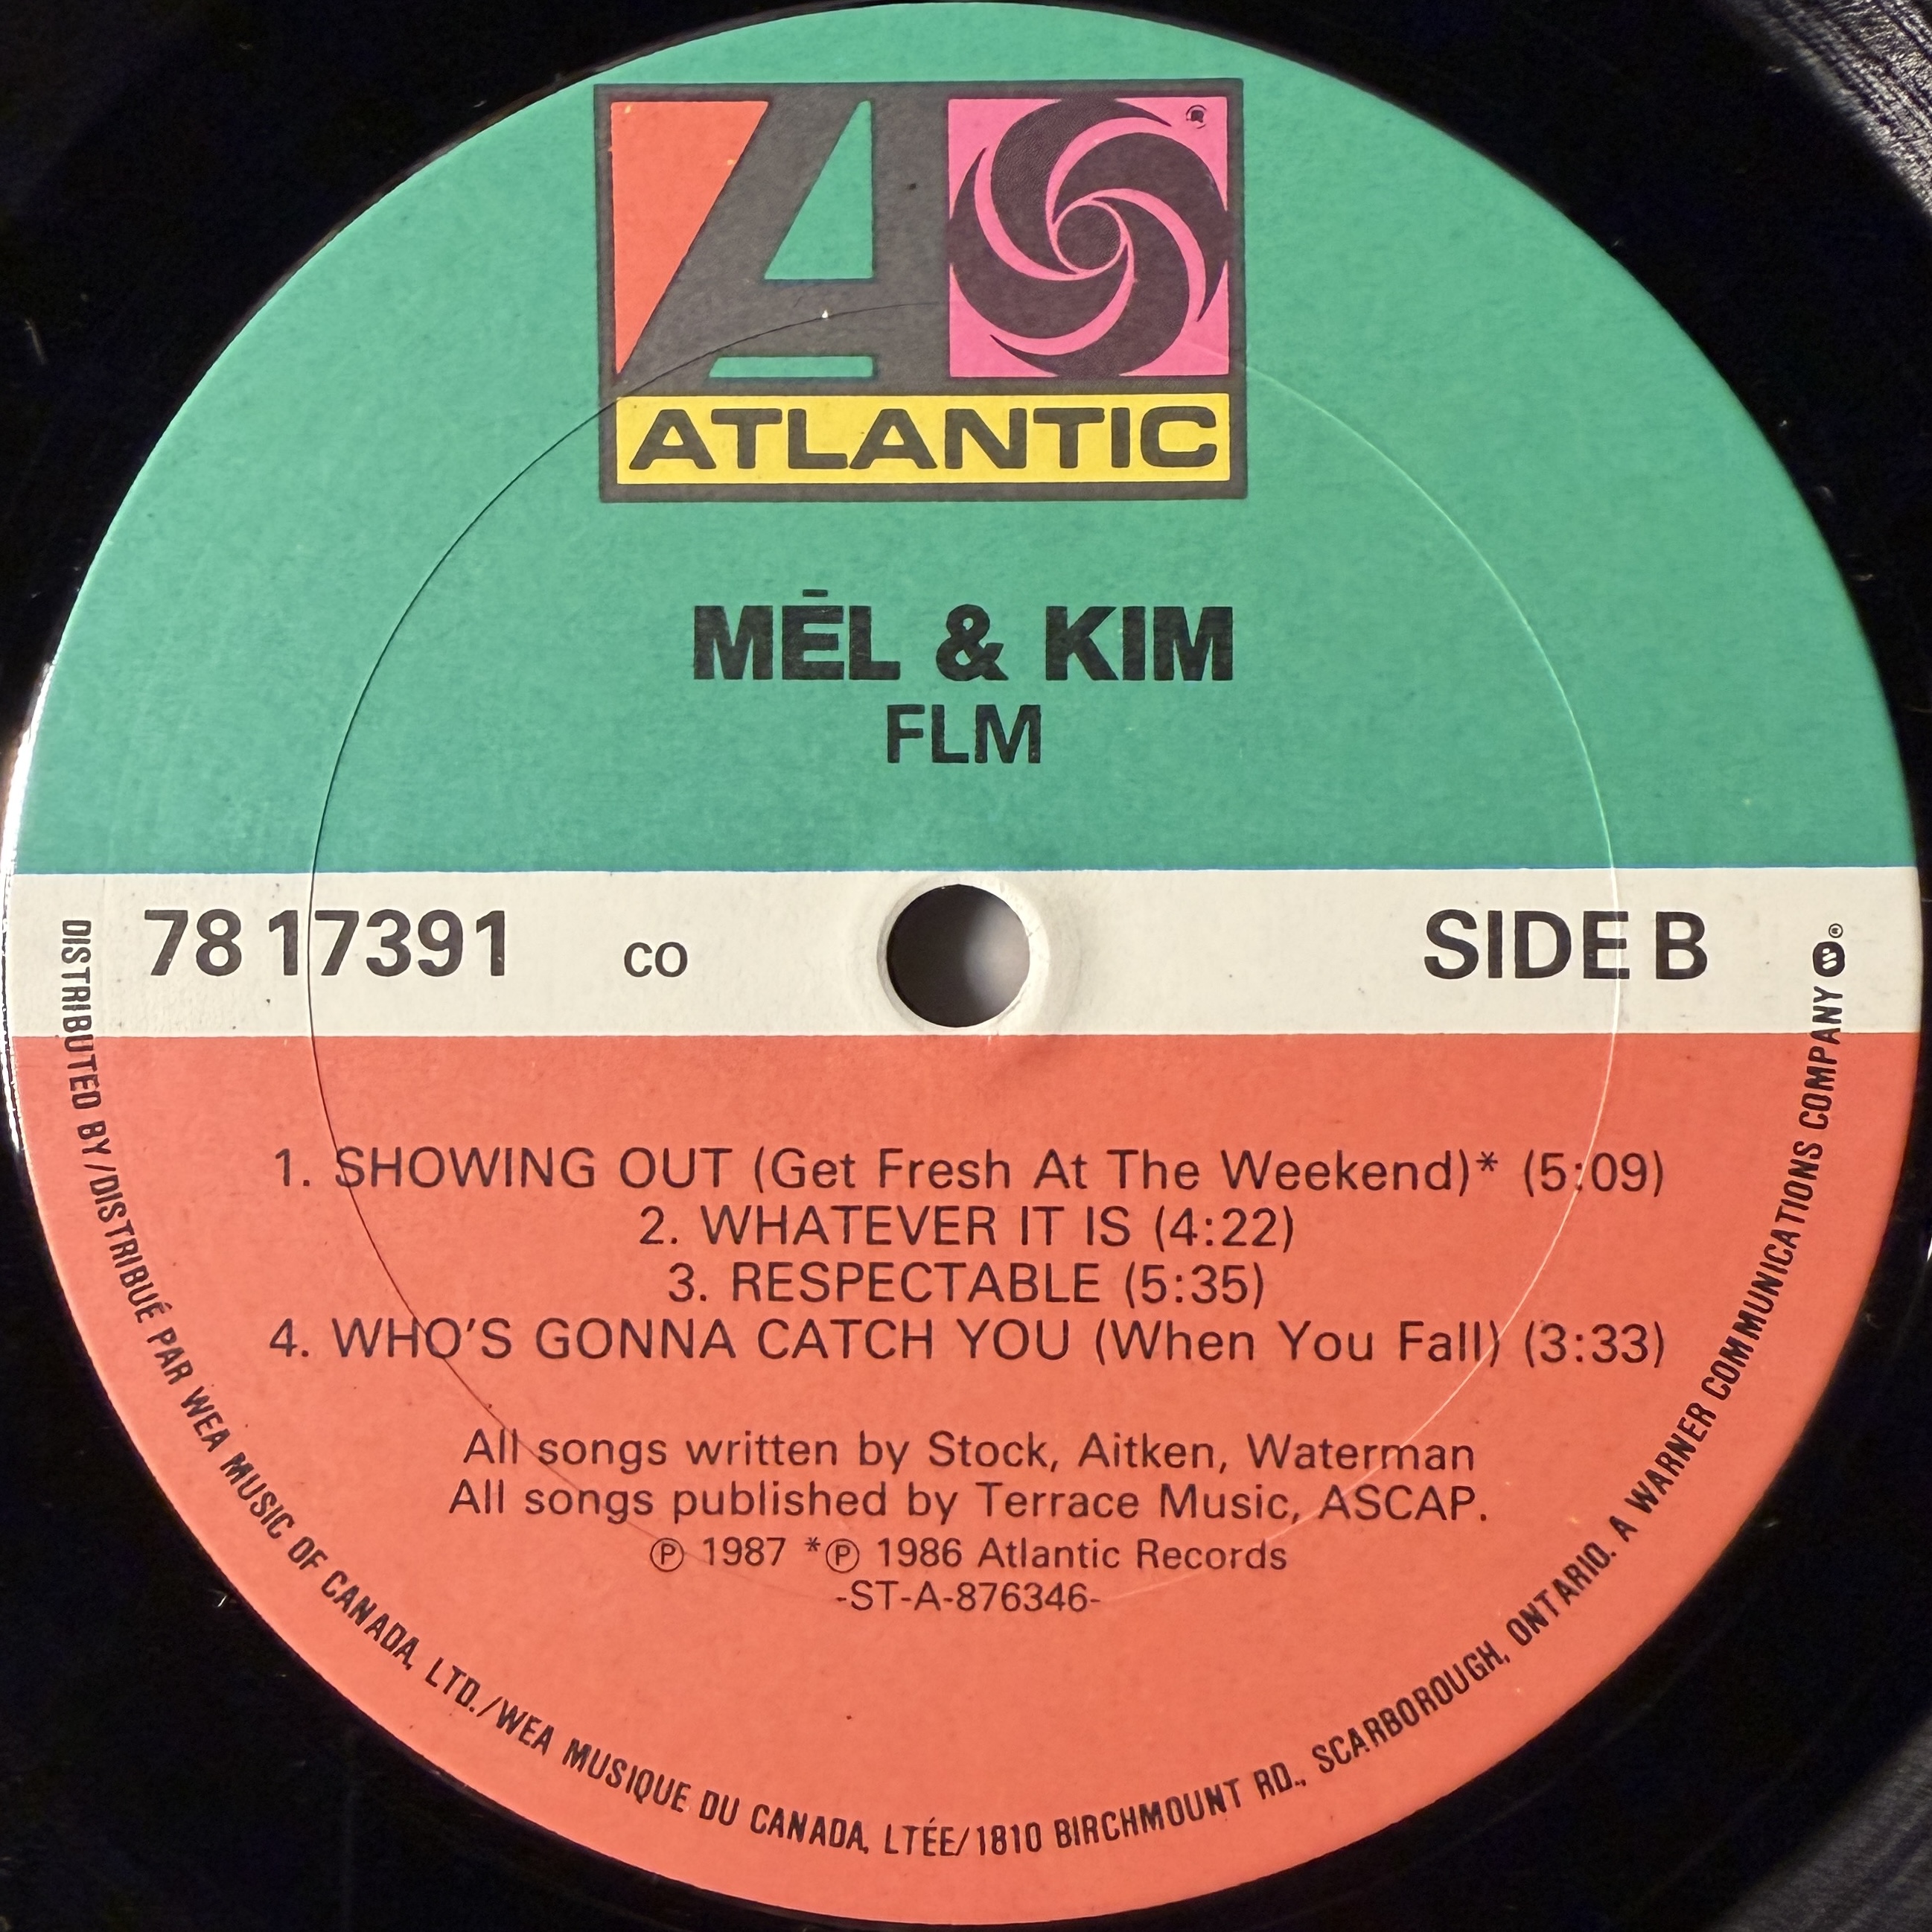 ATLANTIC
®
MĒL & KIM
FLM
78 17391 CO SIDE B
1. SHOWING OUT (Get Fresh At The Weekend)* (5:09)
2. WHATEVER IT IS (4:22)
3. RESPECTABLE (5:35)
4. WHO'S GONNA CATCH YOU (When You Fall) (3:33)
All songs written by Stock, Aitken, Waterman
All songs published by Terrace Music, ASCAP.
Ⓟ 1987 *Ⓟ 1986 Atlantic Records
-ST-A-876346-
DISTRIBUTED BY/DISTRIBUÉ PAR WEA MUSIC OF CANADA, LTD./WEA MUSIQUE DU CANADA, LTÉE/1810 BIRCHMOUNT RD., SCARBOROUGH, ONTARIO. A WARNER COMMUNICATIONS COMPANY ®